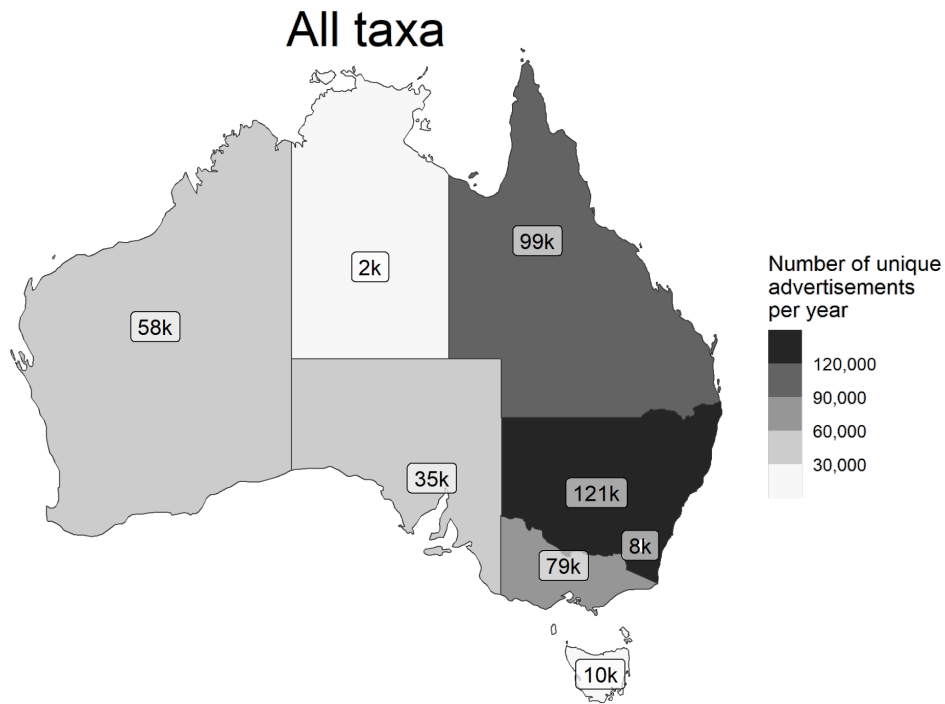 All taxa
2k
99k
58k
35k
121k
8k
79k
10k
Number of unique
advertisements
per year
120,000
90,000
60,000
30,000